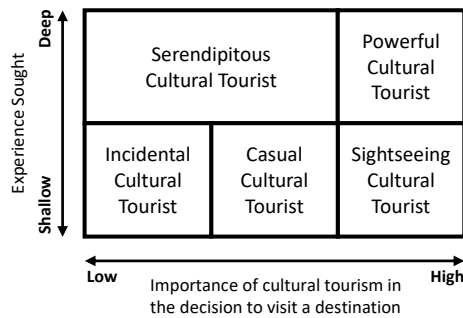 Experience Sought
Deep
Shallow
Serendipitous
Cultural Tourist
Powerful
Cultural
Tourist
Incidental
Cultural
Tourist
Casual
Cultural
Tourist
Sightseeing
Cultural
Tourist
Low
High
Importance of cultural tourism in
the decision to visit a destination